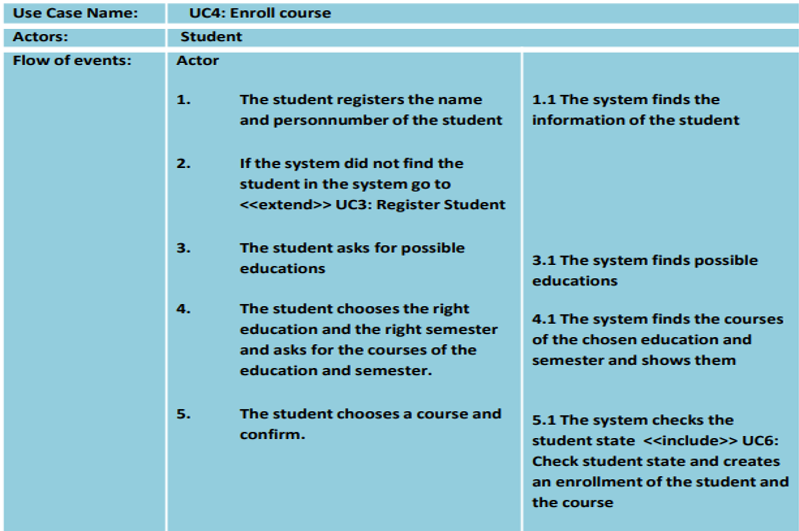 Use Case Name: UC4: Enroll course
Actors: Student
Flow of events: Actor
1. The student registers the name
and personnumber of the student
1.1 The system finds the
information of the student
2. If the system did not find the
student in the system go to
<<extend>> UC3: Register Student
3. The student asks for possible
educations
3.1 The system finds possible
educations
4. The student chooses the right
education and the right semester
and asks for the courses of the
education and semester.
4.1 The system finds the courses
of the chosen education and
semester and shows them
5. The student chooses a course and
confirm.
5.1 The system checks the
student state <<include>> UC6:
Check student state and creates
an enrollment of the student and
the course